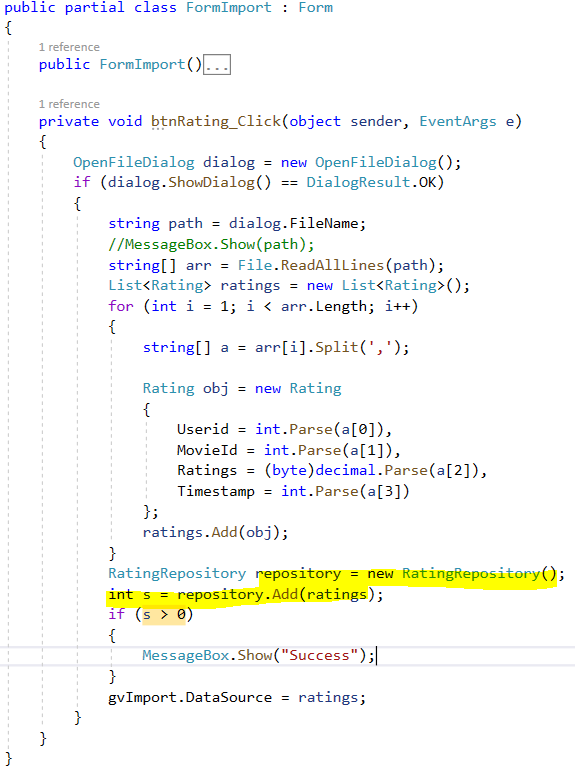 public partial class FormImport : Form
{
1 reference
public FormImport()...
1 reference
private void btnRating_Click(object sender, EventArgs e)
{
OpenFileDialog dialog = new OpenFileDialog();
if (dialog.ShowDialog() == DialogResult.OK)
{
string path = dialog.FileName;
//MessageBox.Show(path);
string[] arr = File.ReadAllLines(path);
List<Rating> ratings = new List<Rating>();
for (int i = 1; i < arr.Length; i++)
{
string[] a = arr[i].Split(',');
Rating obj = new Rating
{
Userid = int.Parse(a[0]),
MovieId = int.Parse(a[1]),
Ratings = (byte)decimal.Parse(a[2]),
Timestamp = int.Parse(a[3])
};
ratings.Add(obj);
}
RatingRepository repository = new RatingRepository();
int s = repository.Add(ratings);
if (s > 0)
{
MessageBox.Show("Success");
}
gvImport.DataSource = ratings;
}
}
}